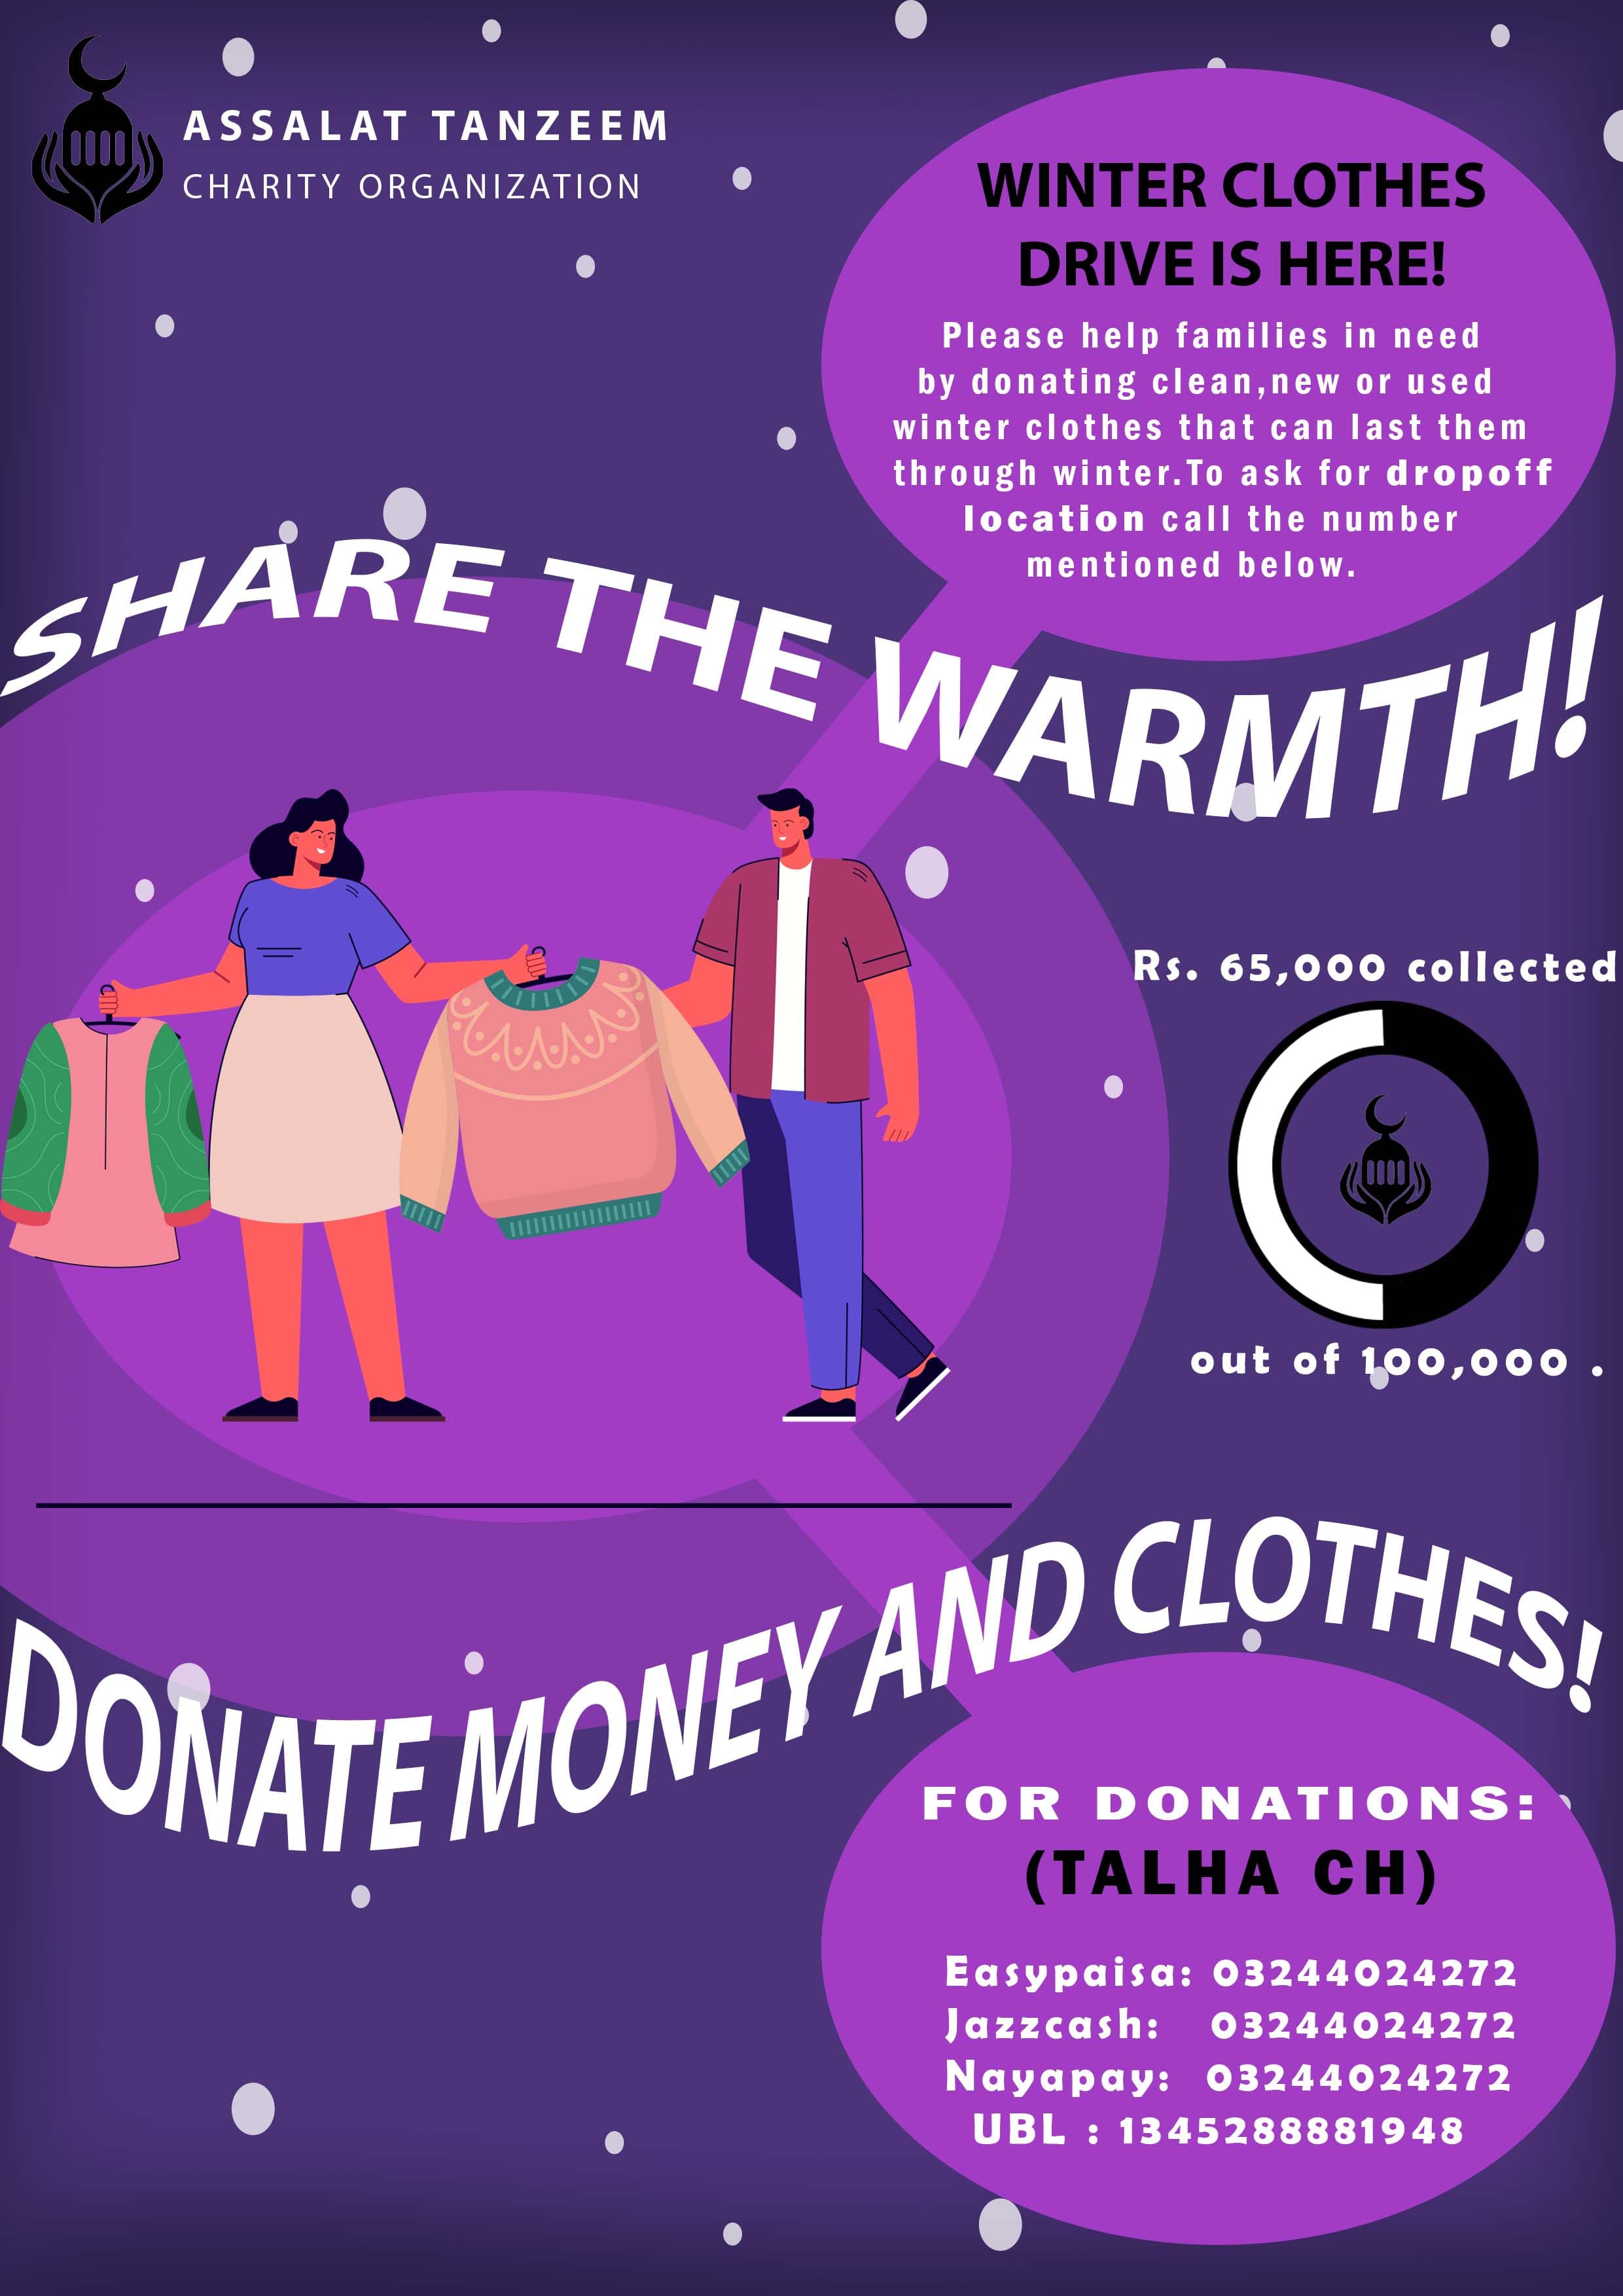 ASSALAT TANZEEM
CHARITY ORGANIZATION
WINTER CLOTHES
DRIVE IS HERE!
Please help families in need
by donating clean,new or used
winter clothes that can last them
through winter.To ask for dropoff
location call the number
mentioned below.
SHARE THE WARMTH!
Rs. 65,000 collected
out of 100,000 .
DONATE MONEY AND CLOTHES!
FOR DONATIONS:
(TALHA CH)
Easypaisa: 03244024272
Jazzcash: 03244024272
Nayapay: 03244024272
UBL : 1345288881948